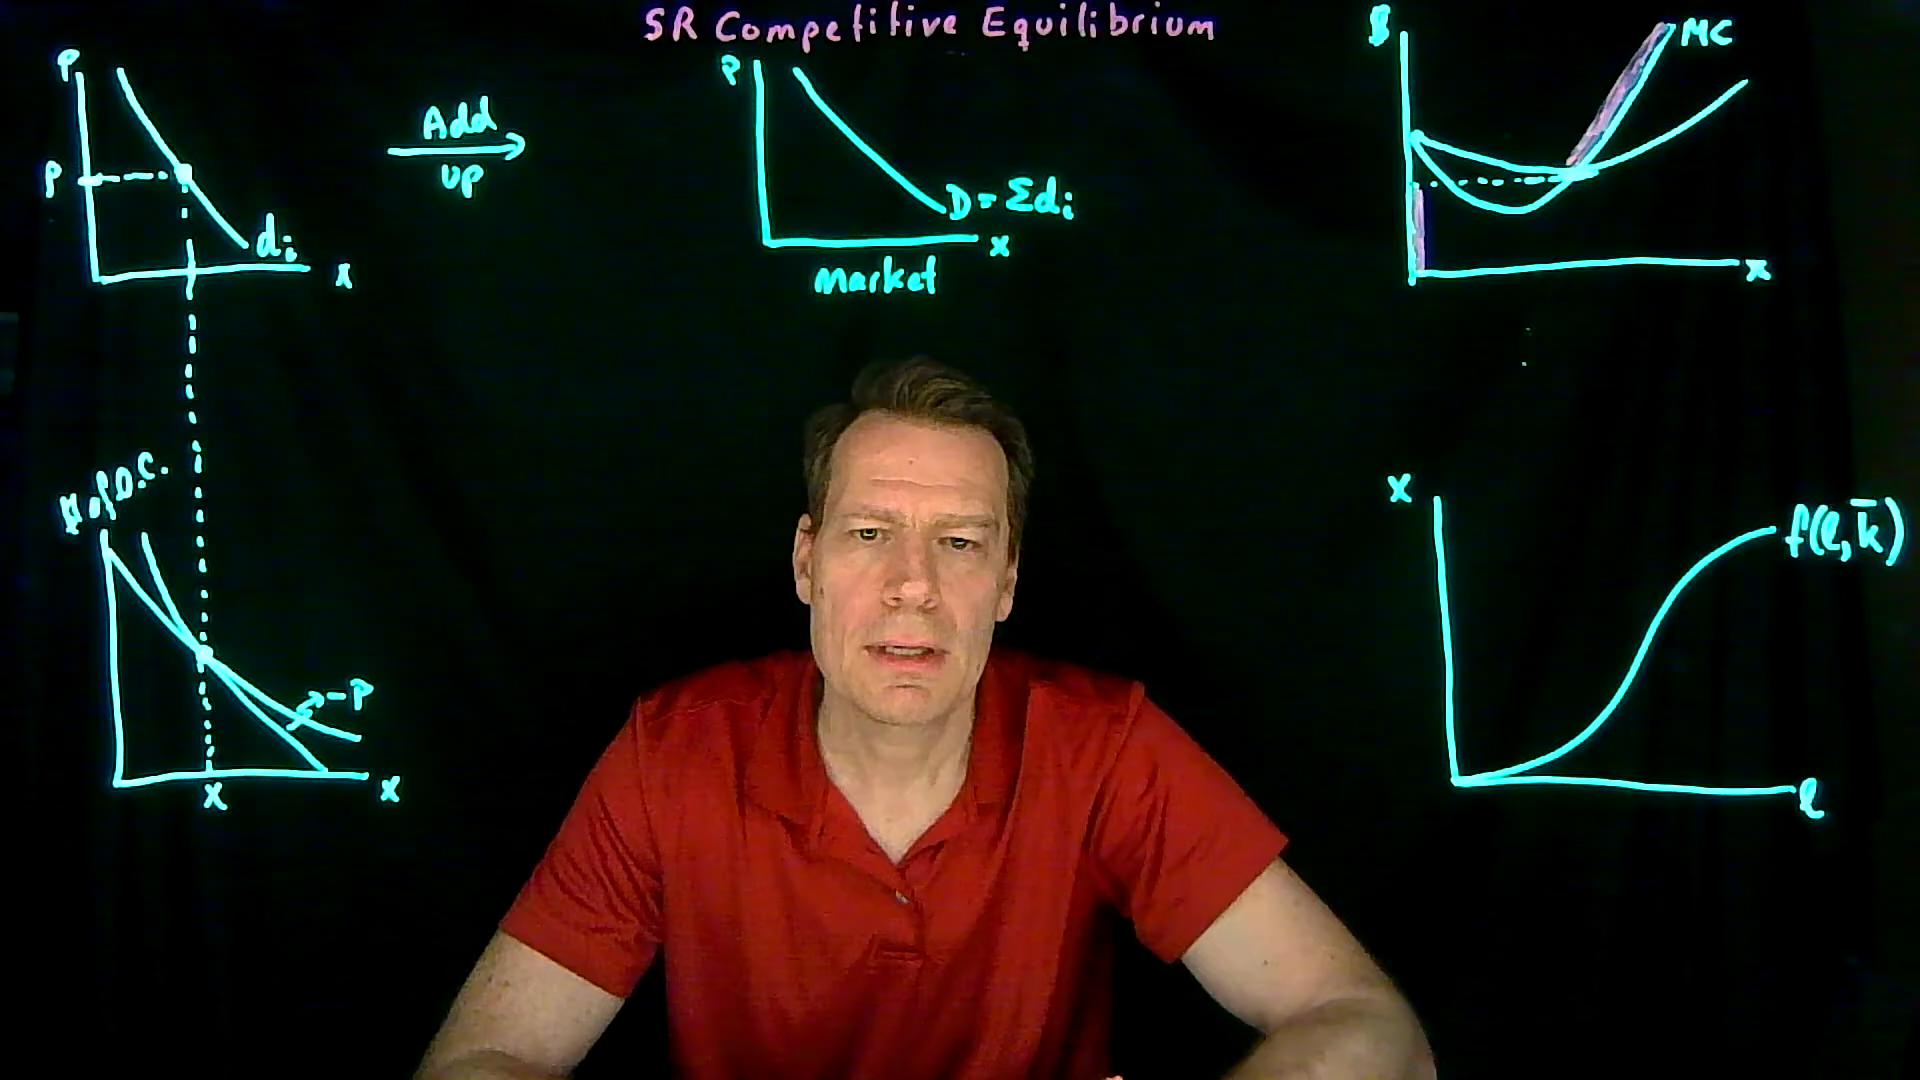 SR Competitive Equilibrium
P
P
di
x
Add
up
P
D = Σdi
x
Market
$
MC
x
$ of O.C.
-P
x
x
x
f(l, k̄)
l